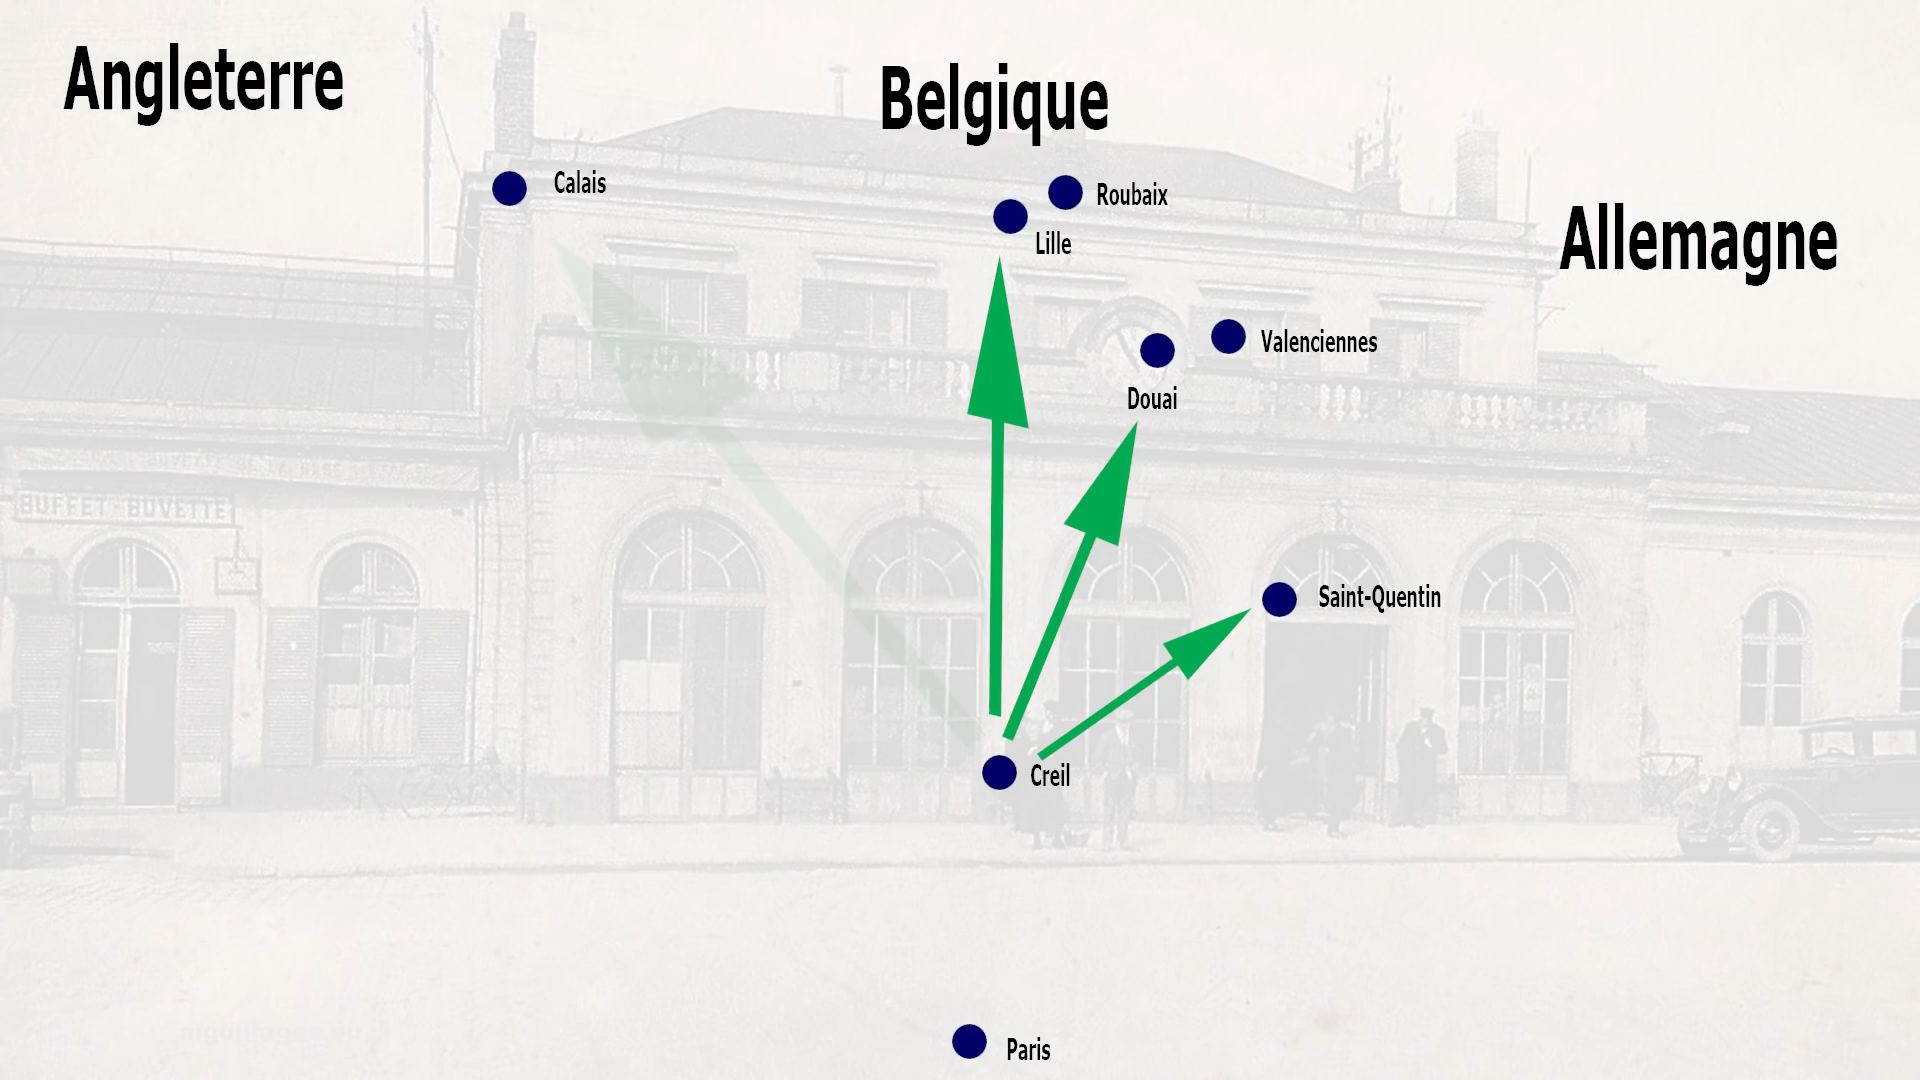 Angleterre
Belgique
Calais
Roubaix
Lille
Allemagne
Valenciennes
Douai
BUFFET-BUVETTE
Saint-Quentin
Creil
Paris